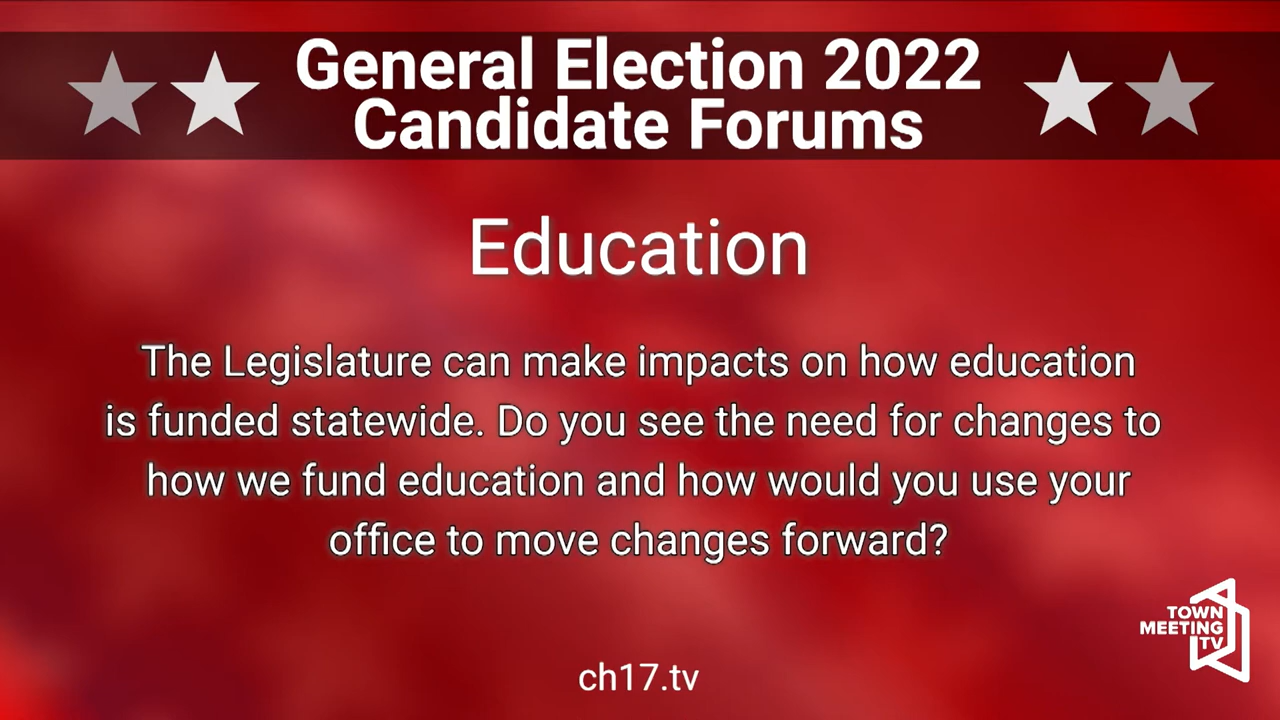 General Election 2022
Candidate Forums
Education
The Legislature can make impacts on how education
is funded statewide. Do you see the need for changes to
how we fund education and how would you use your
office to move changes forward?
TOWN
MEETING
TV
ch17.tv